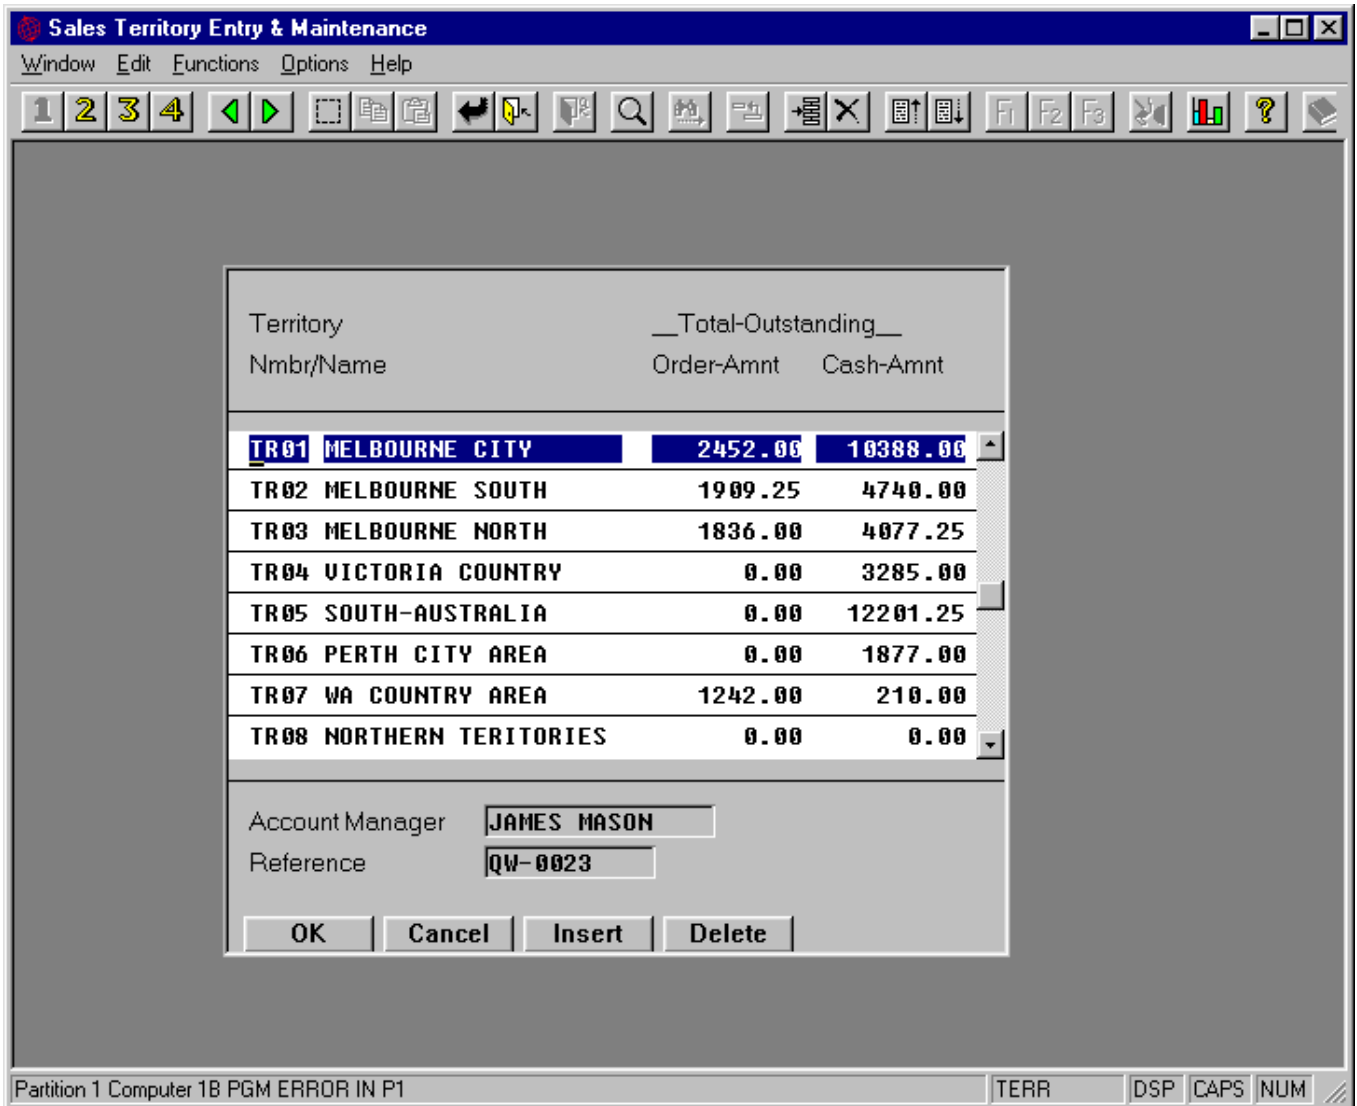 Sales Territory Entry & Maintenance
Window Edit Functions Options Help
1 2 3 4 F1 F2 F3 ?
Territory __Total-Outstanding__
Nmbr/Name Order-Amnt Cash-Amnt
TR01 MELBOURNE CITY 2452.00 10388.00
TR02 MELBOURNE SOUTH 1909.25 4740.00
TR03 MELBOURNE NORTH 1836.00 4077.25
TR04 VICTORIA COUNTRY 0.00 3285.00
TR05 SOUTH-AUSTRALIA 0.00 12201.25
TR06 PERTH CITY AREA 0.00 1877.00
TR07 WA COUNTRY AREA 1242.00 210.00
TR08 NORTHERN TERITORIES 0.00 0.00
Account Manager JAMES MASON
Reference QW-0023
OK Cancel Insert Delete
Partition 1 Computer 1B PGM ERROR IN P1 TERR DSP CAPS NUM